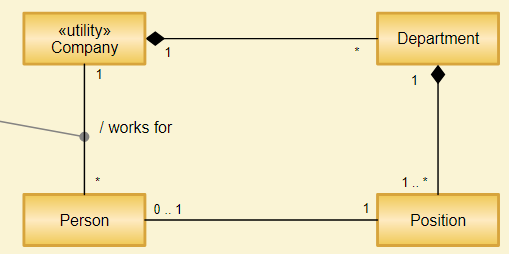 «utility»
Company
Department
1
*
1
1
/ works for
*
1 .. *
Person
0 .. 1
1
Position